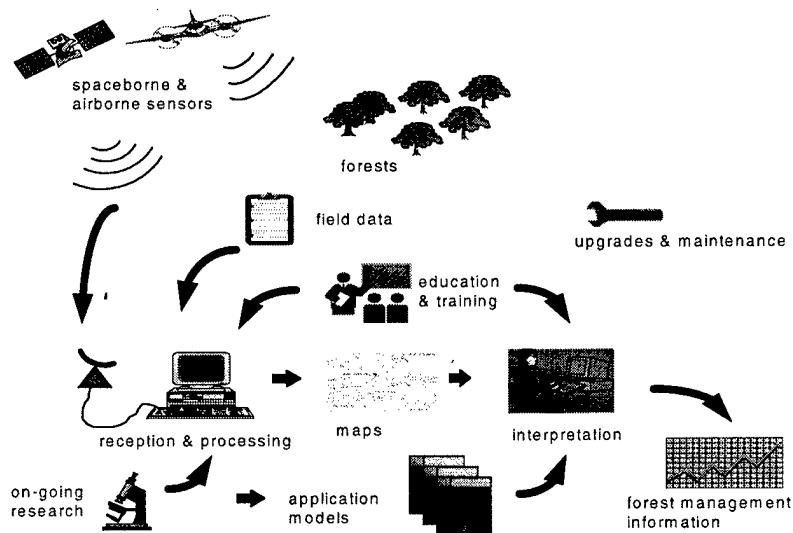 spaceborne &
airborne sensors
forests
field data
upgrades & maintenance
education
& training
reception & processing
maps
interpretation
on-going
research
application
models
forest management
information